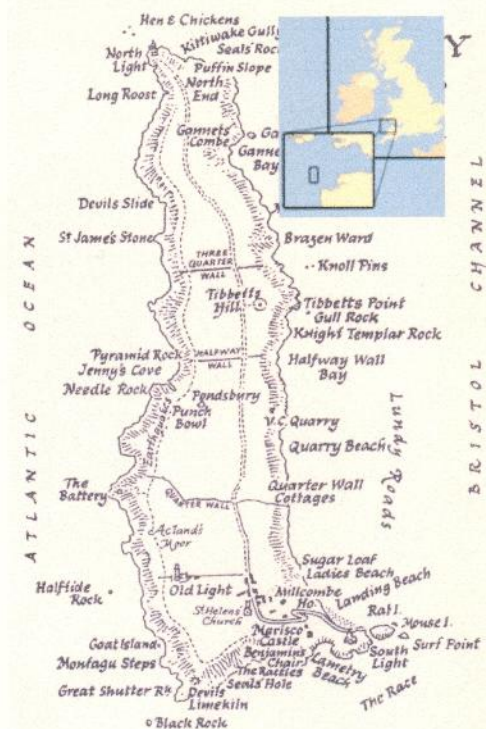 Hen & Chickens
Kittiwake Gully
Seals Rock
North
Light
Puffin Slope
North
End
Long Roost
Gannets
Combe
Gannets
Bay
Devils Slide
St James's Stone
Brazen Ward
THREE
QUARTER
WALL
Knoll Pins
Tibbetts
Hill
Tibbetts Point
Gull Rock
Knight Templar Rock
Pyramid Rock
HALFWAY
WALL
Halfway Wall
Bay
Jenny's Cove
Needle Rock
Pondsbury
Punch
Bowl
Earthquakes
V.C. Quarry
Quarry Beach
Lundy Roads
The
Battery
QUARTER WALL
Quarter Wall
Cottages
Acland's
Moor
Sugar Loaf
Ladies Beach
Landing Beach
Halftide
Rock
Old Light
Millcombe
Ho.
St Helens
Church
Rat I.
Mouse I.
Marisco
Castle
Surf Point
South
Light
Goat Island
Benjamins
Chair
Lametry
Beach
Montagu Steps
The Rattles
Seals Hole
The Race
Great Shutter Rk
Devils
Limekiln
Black Rock
ATLANTIC OCEAN
BRISTOL CHANNEL
Y